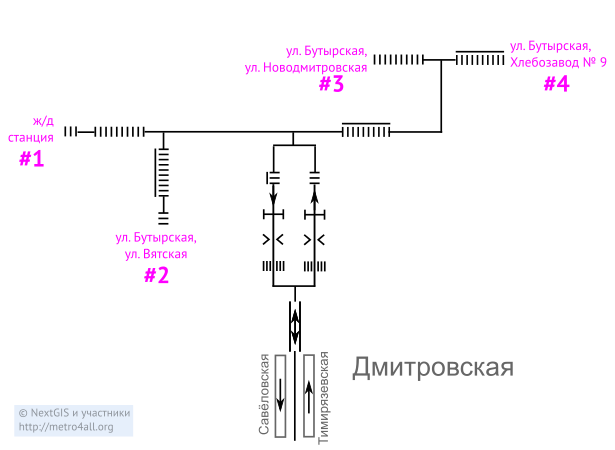 ул. Бутырская,
ул. Новодмитровская
#3
ул. Бутырская,
Хлебозавод № 9
#4
ж/д
станция
#1
ул. Бутырская,
ул. Вятская
#2
Савёловская
Тимирязевская
Дмитровская
© NextGIS и участники
http://metro4all.org